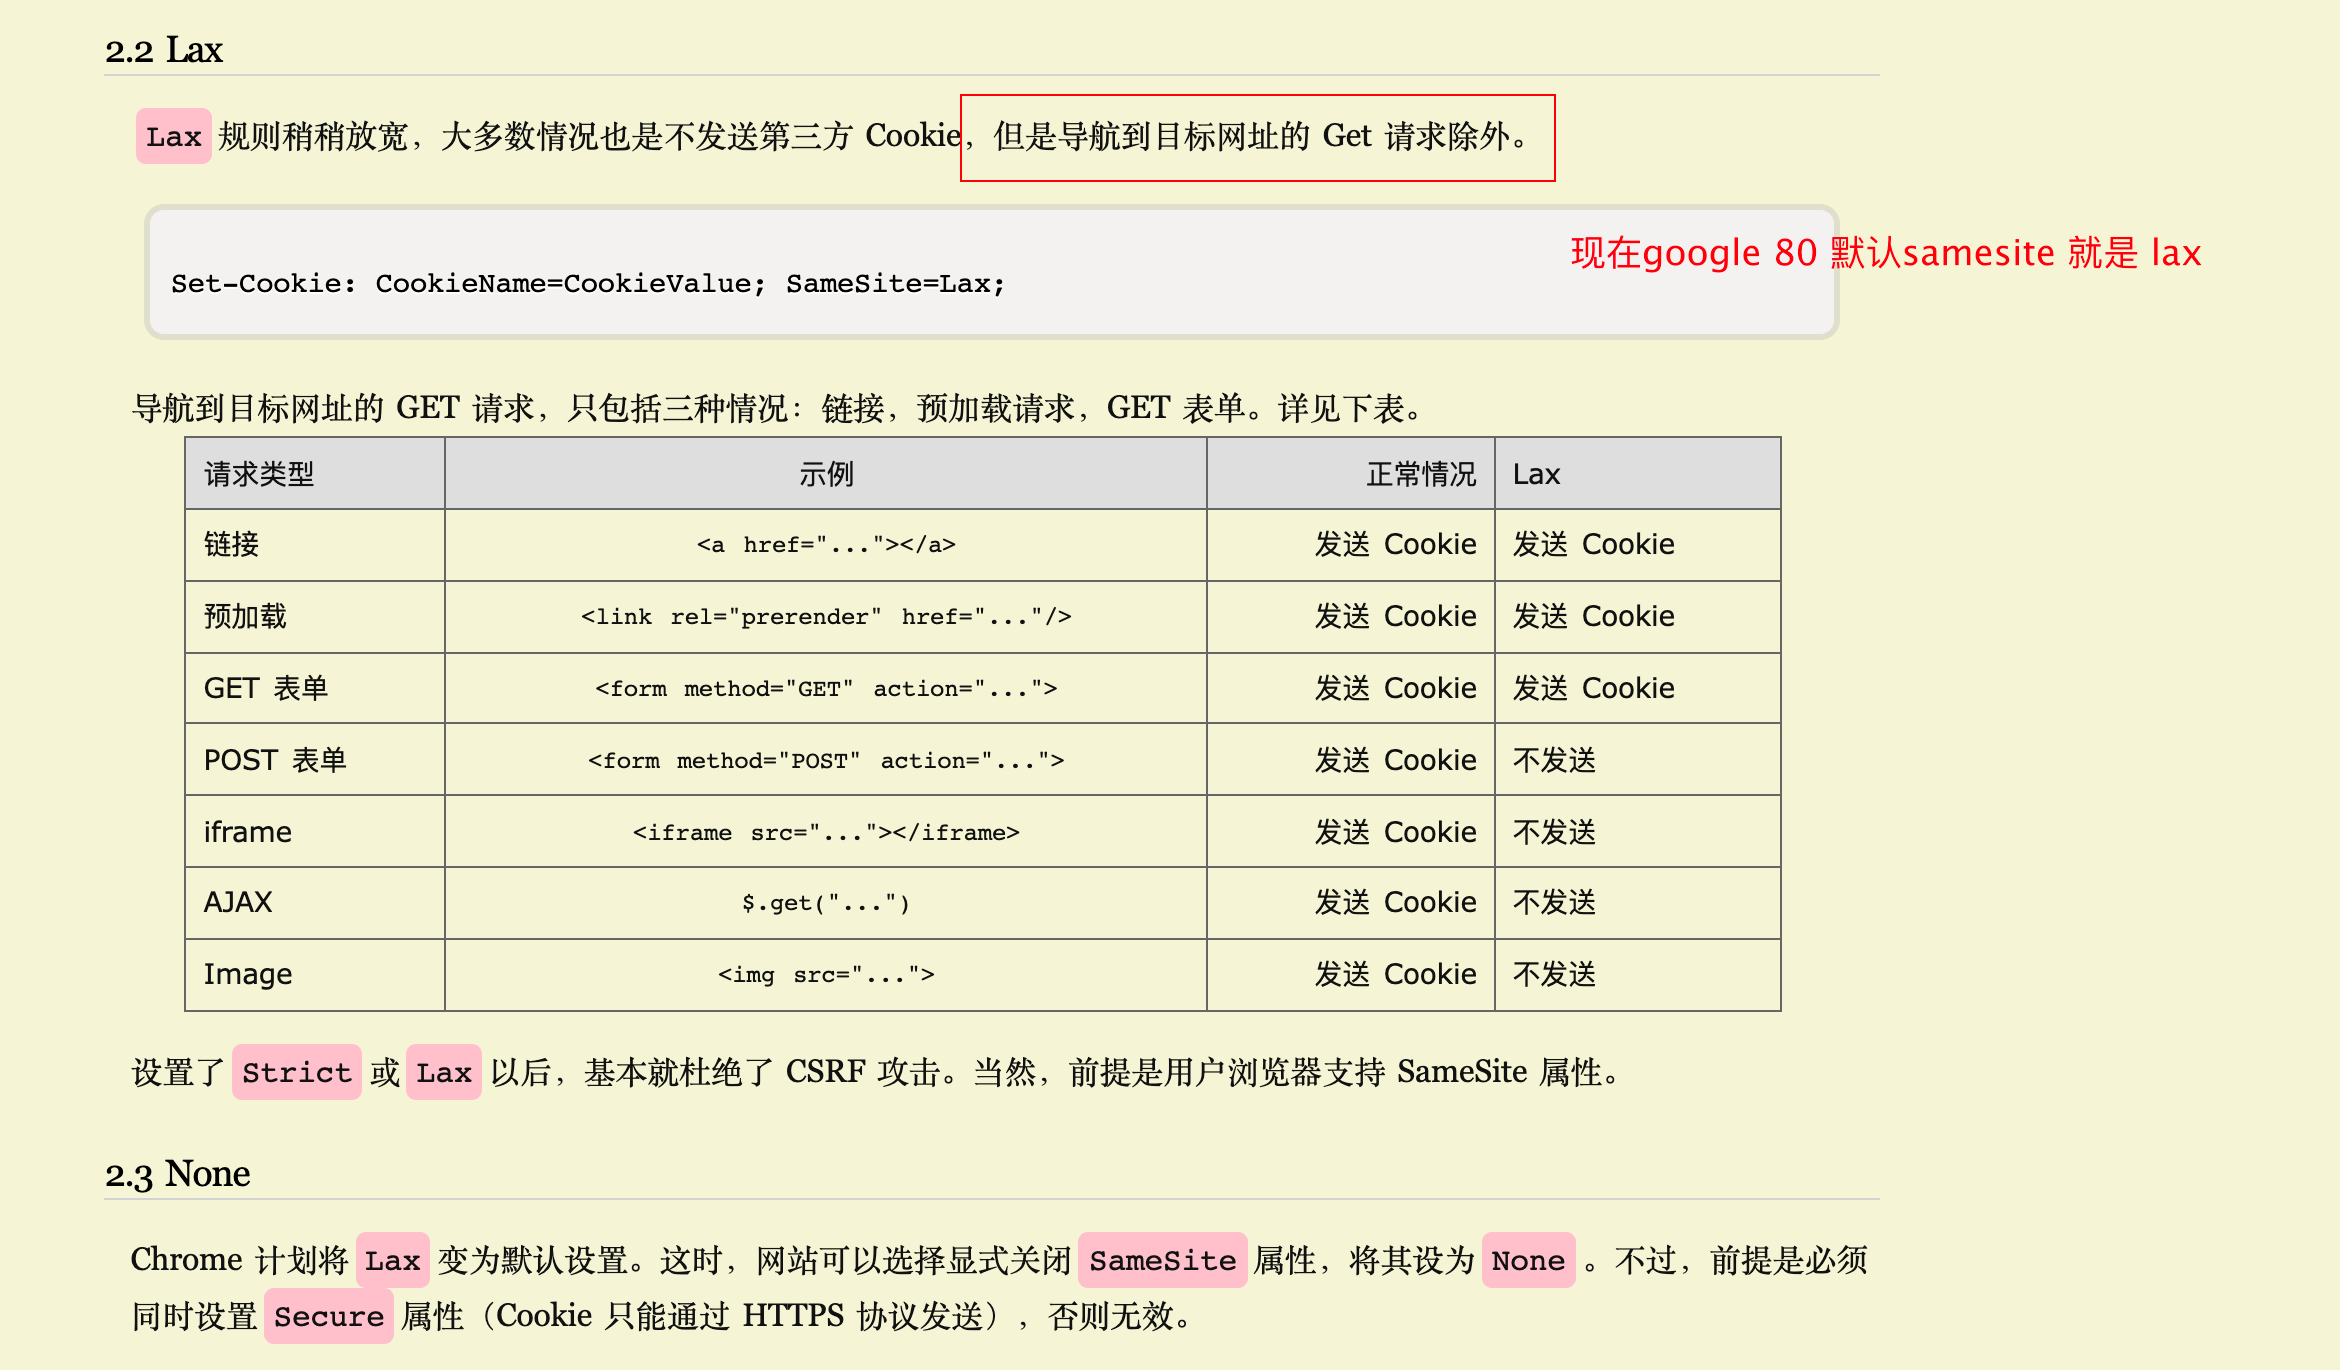 2.2 Lax
Lax 规则稍稍放宽，大多数情况也是不发送第三方 Cookie，但是导航到目标网址的 Get 请求除外。
现在google 80 默认samesite 就是 lax
Set-Cookie: CookieName=CookieValue; SameSite=Lax;
导航到目标网址的 GET 请求，只包括三种情况：链接，预加载请求，GET 表单。详见下表。
请求类型 示例 正常情况 Lax
链接 <a href="..."></a> 发送 Cookie 发送 Cookie
预加载 <link rel="prerender" href="..."/> 发送 Cookie 发送 Cookie
GET 表单 <form method="GET" action="..."> 发送 Cookie 发送 Cookie
POST 表单 <form method="POST" action="..."> 发送 Cookie 不发送
iframe <iframe src="..."></iframe> 发送 Cookie 不发送
AJAX $.get("...") 发送 Cookie 不发送
Image <img src="..."> 发送 Cookie 不发送
设置了 Strict 或 Lax 以后，基本就杜绝了 CSRF 攻击。当然，前提是用户浏览器支持 SameSite 属性。
2.3 None
Chrome 计划将 Lax 变为默认设置。这时，网站可以选择显式关闭 SameSite 属性，将其设为 None 。不过，前提是必须
同时设置 Secure 属性（Cookie 只能通过 HTTPS 协议发送），否则无效。